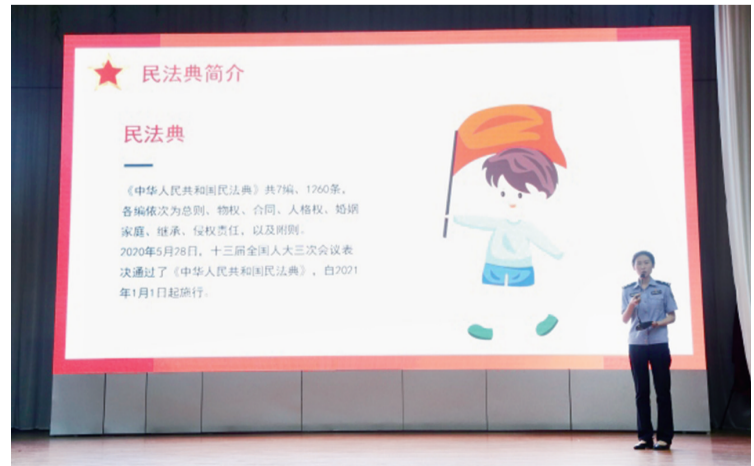 民法典简介
民法典
《中华人民共和国民法典》共7编、1260条，
各编依次为总则、物权、合同、人格权、婚姻
家庭、继承、侵权责任，以及附则。
2020年5月28日，十三届全国人大三次会议表
决通过了《中华人民共和国民法典》，自2021
年1月1日起施行。